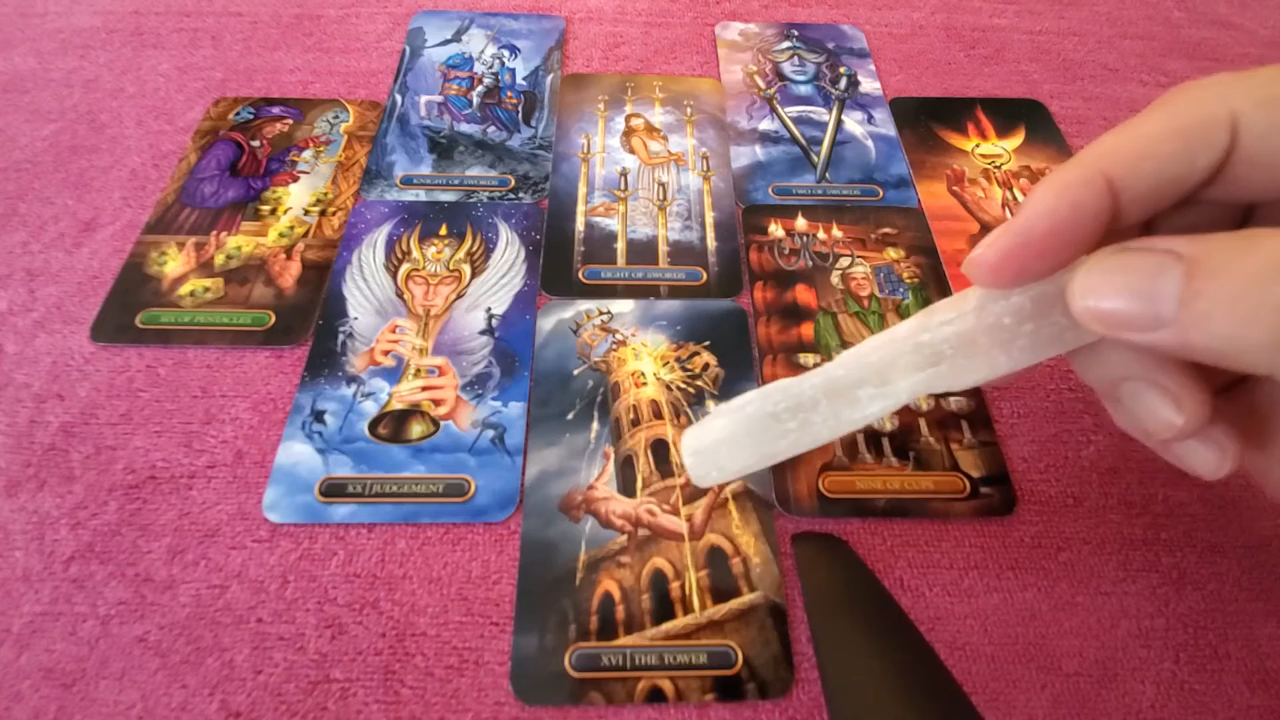 KNIGHT OF SWORDS
TWO OF SWORDS
EIGHT OF SWORDS
SIX OF PENTACLES
XX | JUDGEMENT
NINE OF CUPS
XVI | THE TOWER